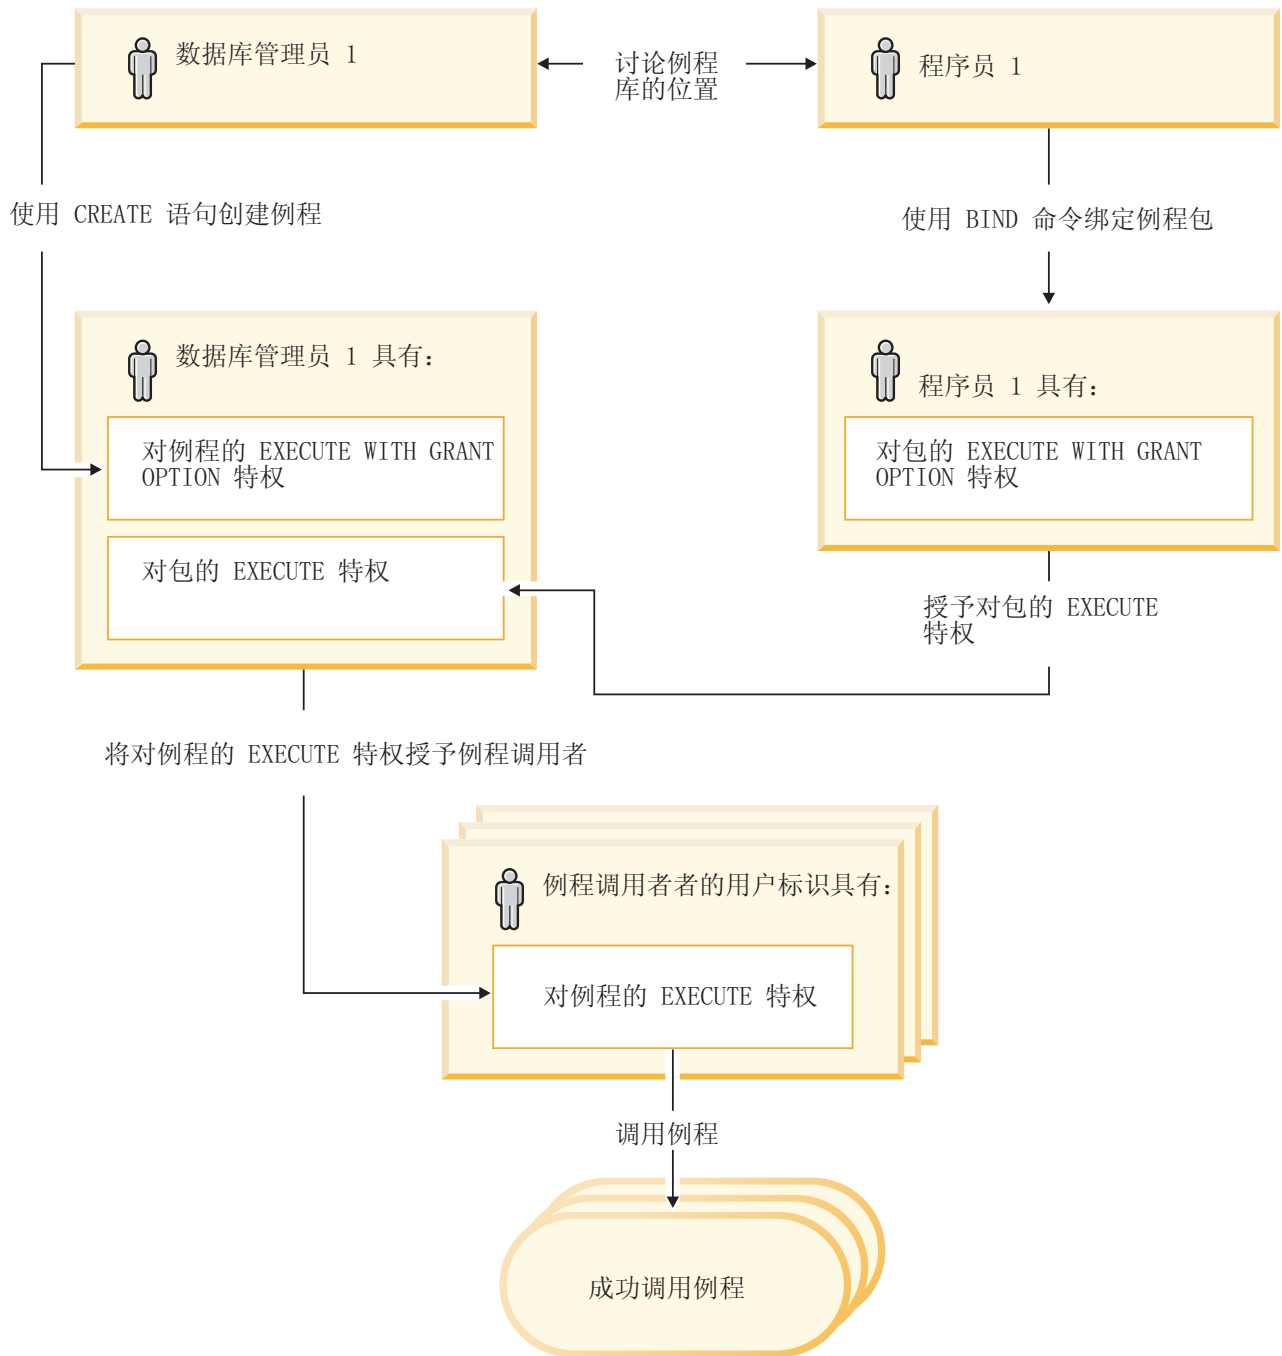 数据库管理员 1
讨论例程
库的位置
程序员 1
使用 CREATE 语句创建例程
使用 BIND 命令绑定例程包
数据库管理员 1 具有：
对例程的 EXECUTE WITH GRANT
OPTION 特权
对包的 EXECUTE 特权
程序员 1 具有：
对包的 EXECUTE WITH GRANT
OPTION 特权
授予对包的 EXECUTE
特权
将对例程的 EXECUTE 特权授予例程调用者
例程调用者者的用户标识具有：
对例程的 EXECUTE 特权
调用例程
成功调用例程